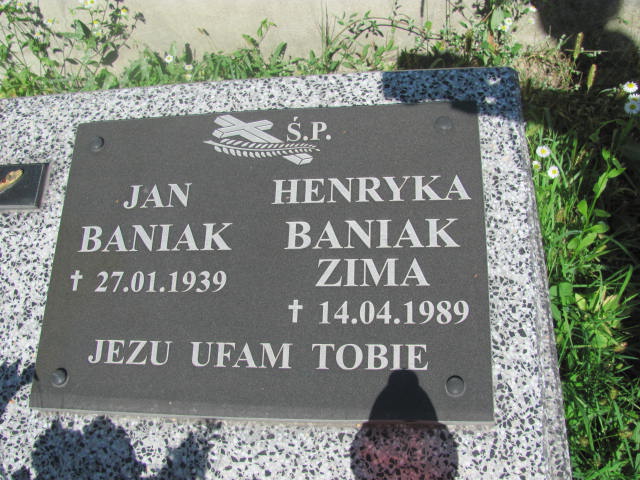 Ś.P.
JAN
BANIAK
✝ 27.01.1939
HENRYKA
BANIAK
ZIMA
✝ 14.04.1989
JEZU UFAM TOBIE